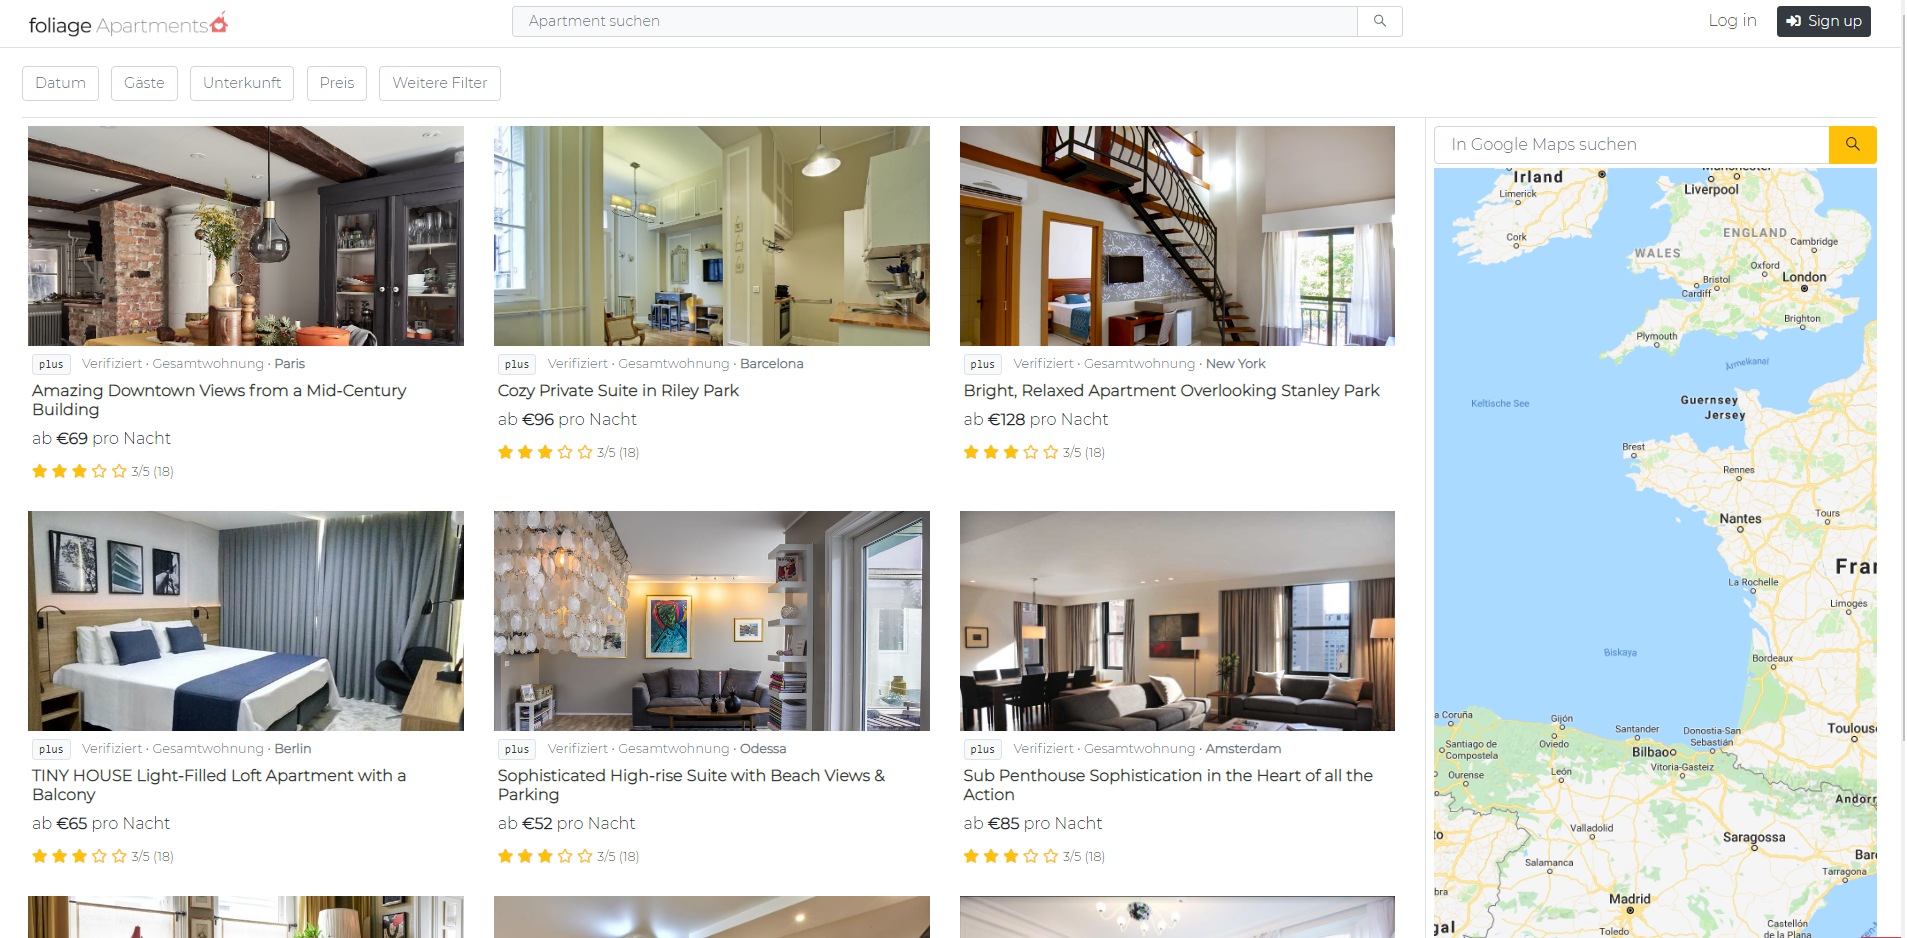 foliage Apartments
Apartment suchen
Log in
Sign up
Datum
Gäste
Unterkunft
Preis
Weitere Filter
plus Verifiziert · Gesamtwohnung · Paris
Amazing Downtown Views from a Mid-Century
Building
ab €69 pro Nacht
3/5 (18)
plus Verifiziert · Gesamtwohnung · Barcelona
Cozy Private Suite in Riley Park
ab €96 pro Nacht
3/5 (18)
plus Verifiziert · Gesamtwohnung · New York
Bright, Relaxed Apartment Overlooking Stanley Park
ab €128 pro Nacht
3/5 (18)
plus Verifiziert · Gesamtwohnung · Berlin
TINY HOUSE Light-Filled Loft Apartment with a
Balcony
ab €65 pro Nacht
3/5 (18)
plus Verifiziert · Gesamtwohnung · Odessa
Sophisticated High-rise Suite with Beach Views &
Parking
ab €52 pro Nacht
3/5 (18)
plus Verifiziert · Gesamtwohnung · Amsterdam
Sub Penthouse Sophistication in the Heart of all the
Action
ab €85 pro Nacht
3/5 (18)
In Google Maps suchen
Irland
Manchester
Liverpool
Limerick
Cork
ENGLAND
WALES
Cambridge
Oxford
Bristol
London
Cardiff
Brighton
Plymouth
Ärmelkanal
Keltische See
Guernsey
Jersey
Brest
Rennes
Tours
Nantes
Fra
La Rochelle
Limoges
Biskaya
Bordeaux
a Coruña
Gijón
Santander
Donostia-San
Sebastián
Toulous
Santiago de
Compostela
Oviedo
Bilbao
Vitoria-Gasteiz
Ourense
León
Andorr
Valladolid
Saragossa
to
Salamanca
Bar
Tarragona
bra
Madrid
gal
Toledo
Castellón
de la Plana